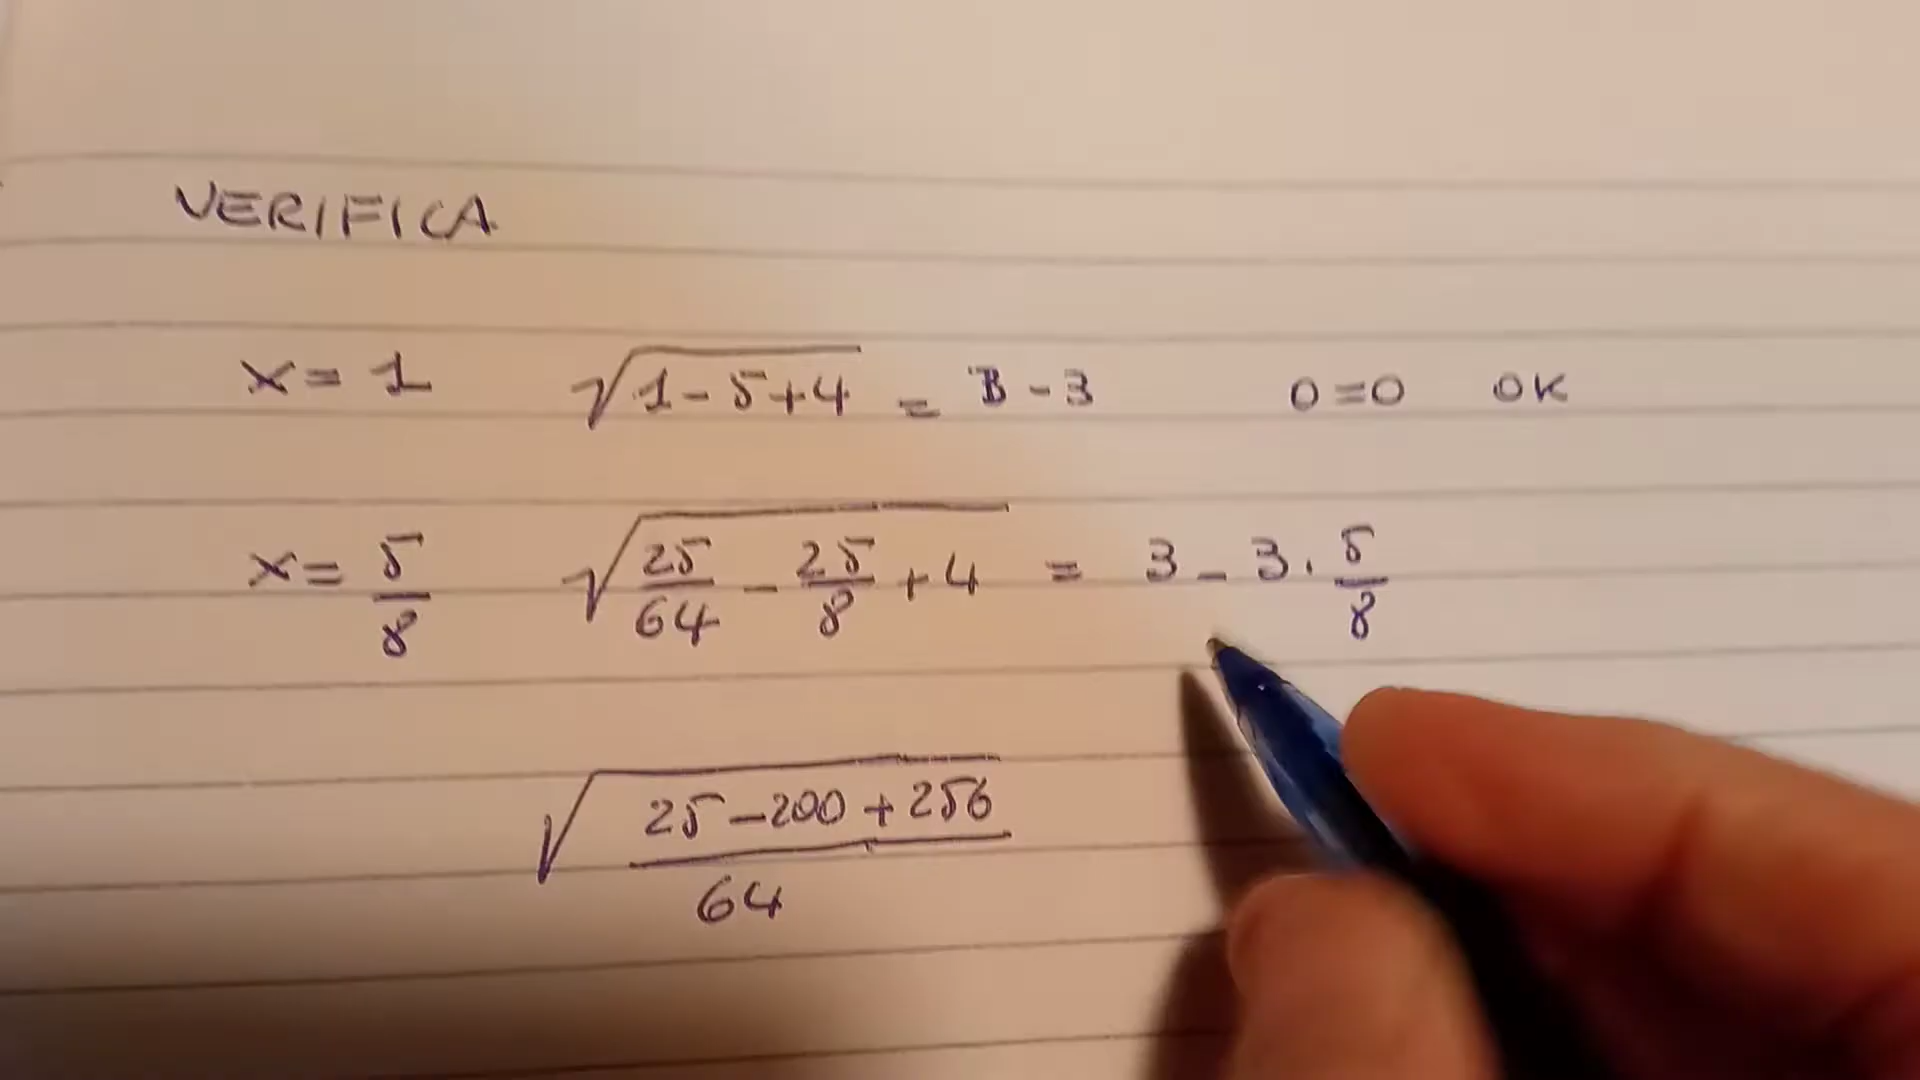 VERIFICA
x = 1 √(1-5+4) = 3-3 0=0 OK
x = 5/8 √(25/64 - 25/8 + 4) = 3 - 3 · 5/8
√((25-200+256)/64)